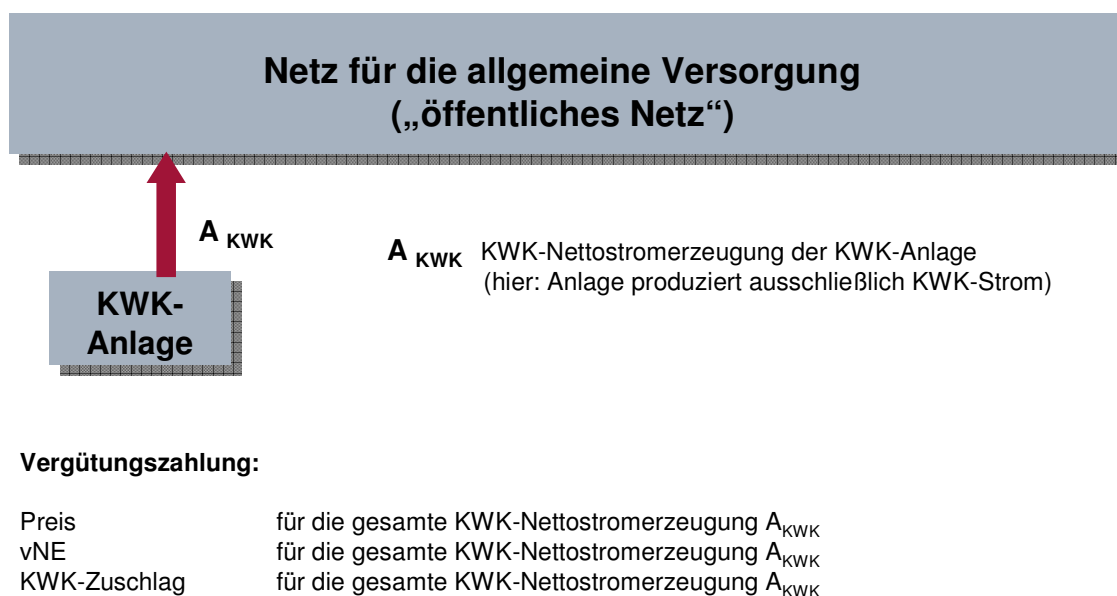 Netz für die allgemeine Versorgung
(„öffentliches Netz“)
A KWK
A KWK KWK-Nettostromerzeugung der KWK-Anlage
(hier: Anlage produziert ausschließlich KWK-Strom)
KWK-
Anlage
Vergütungszahlung:
Preis für die gesamte KWK-Nettostromerzeugung AKWK
vNE für die gesamte KWK-Nettostromerzeugung AKWK
KWK-Zuschlag für die gesamte KWK-Nettostromerzeugung AKWK